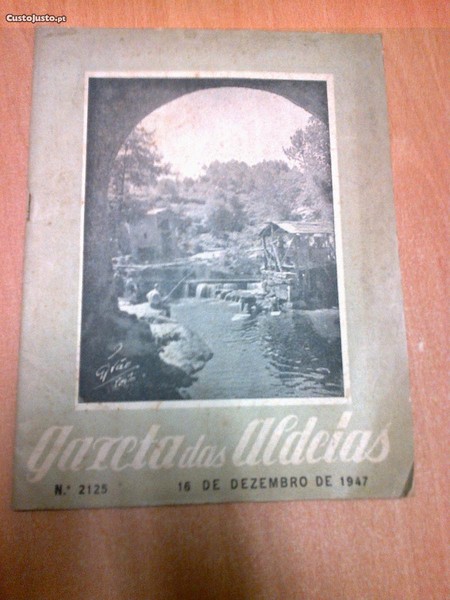 CustoJusto.pt
Gazeta das Aldeias
N.º 2125 16 DE DEZEMBRO DE 1947